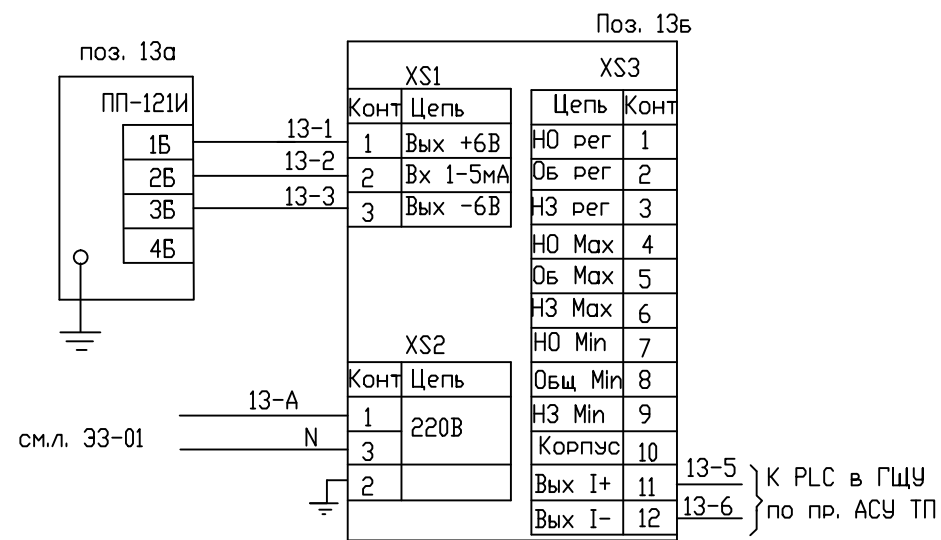 Поз. 13Б
поз. 13а
ПП-121И
1Б
2Б
3Б
4Б
13-1
13-2
13-3
XS1
Конт Цепь
1 Вых +6В
2 Вх 1-5мА
3 Вых -6В
XS2
Конт Цепь
1 220В
3
2
13-А
N
см.л. ЭЗ-01
XS3
Цепь Конт
НО рег 1
Об рег 2
НЗ рег 3
НО Max 4
Об Max 5
НЗ Max 6
НО Min 7
Общ Min 8
НЗ Min 9
Корпус 10
Вых I+ 11
Вых I- 12
13-5
13-6
К PLC в ГЩУ
по пр. АСУ ТП